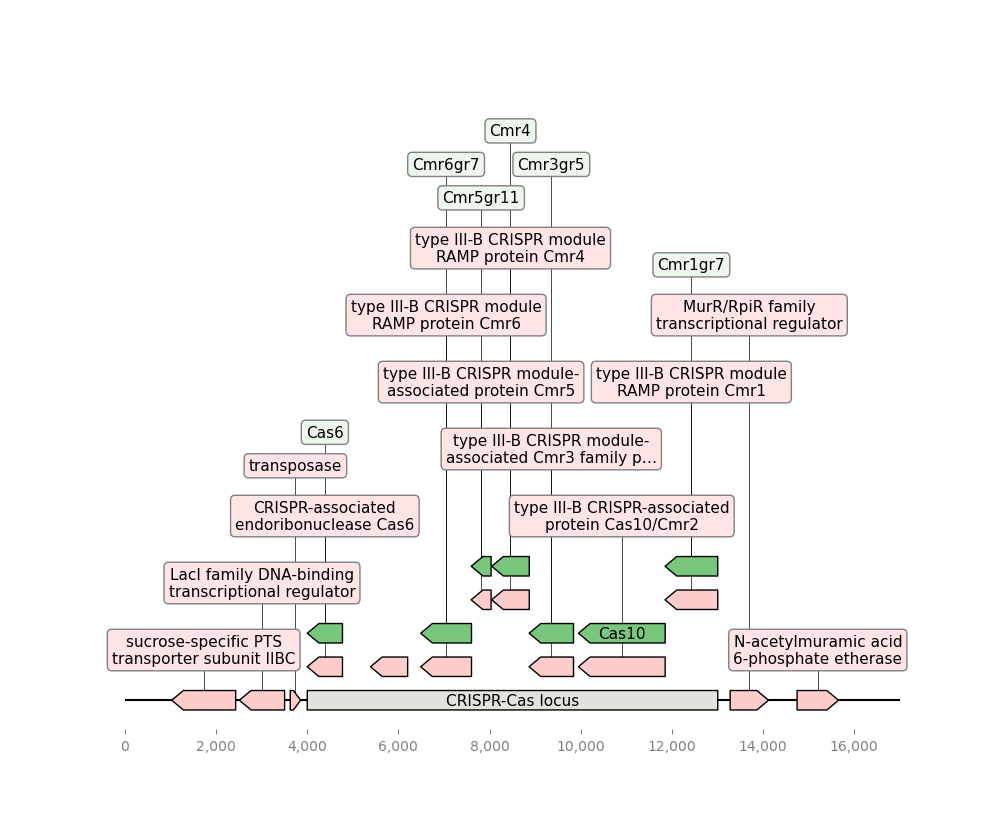 Cmr4
Cmr6gr7
Cmr3gr5
Cmr5gr11
type III-B CRISPR module
RAMP protein Cmr4
Cmr1gr7
type III-B CRISPR module
RAMP protein Cmr6
MurR/RpiR family
transcriptional regulator
type III-B CRISPR module-
associated protein Cmr5
type III-B CRISPR module
RAMP protein Cmr1
Cas6
type III-B CRISPR module-
associated Cmr3 family p…
transposase
CRISPR-associated
endoribonuclease Cas6
type III-B CRISPR-associated
protein Cas10/Cmr2
LacI family DNA-binding
transcriptional regulator
Cas10
sucrose-specific PTS
transporter subunit IIBC
N-acetylmuramic acid
6-phosphate etherase
CRISPR-Cas locus
0
2,000
4,000
6,000
8,000
10,000
12,000
14,000
16,000